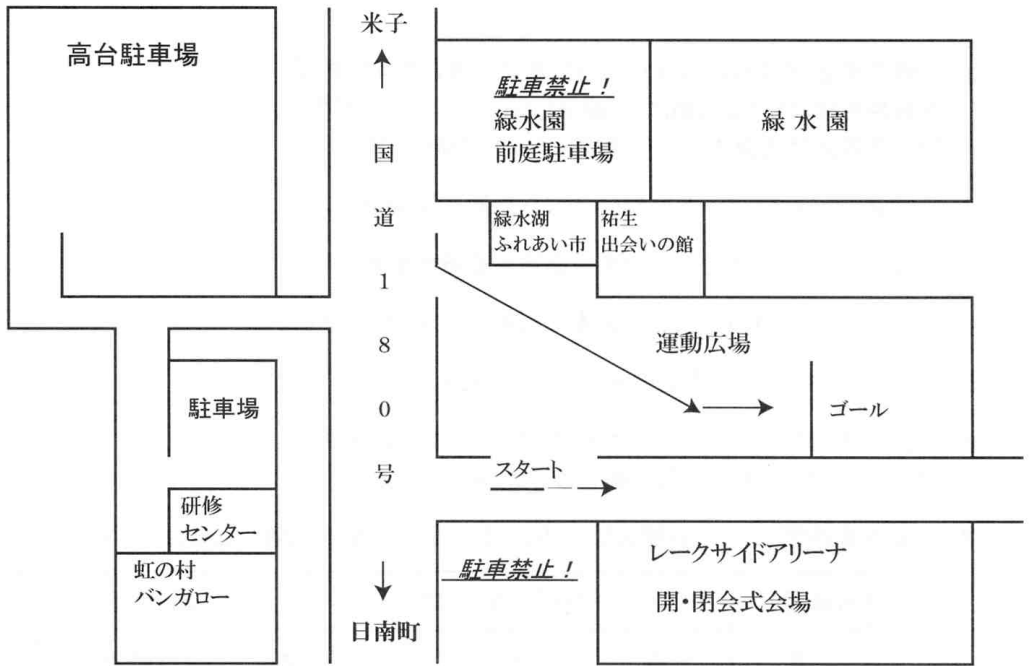 高台駐車場
米子
国道180号
日南町
駐車禁止！
緑水園
前庭駐車場
緑水園
緑水湖
ふれあい市
祐生
出会いの館
運動広場
ゴール
スタート
駐車場
研修
センター
虹の村
バンガロー
駐車禁止！
レークサイドアリーナ
開・閉会式会場